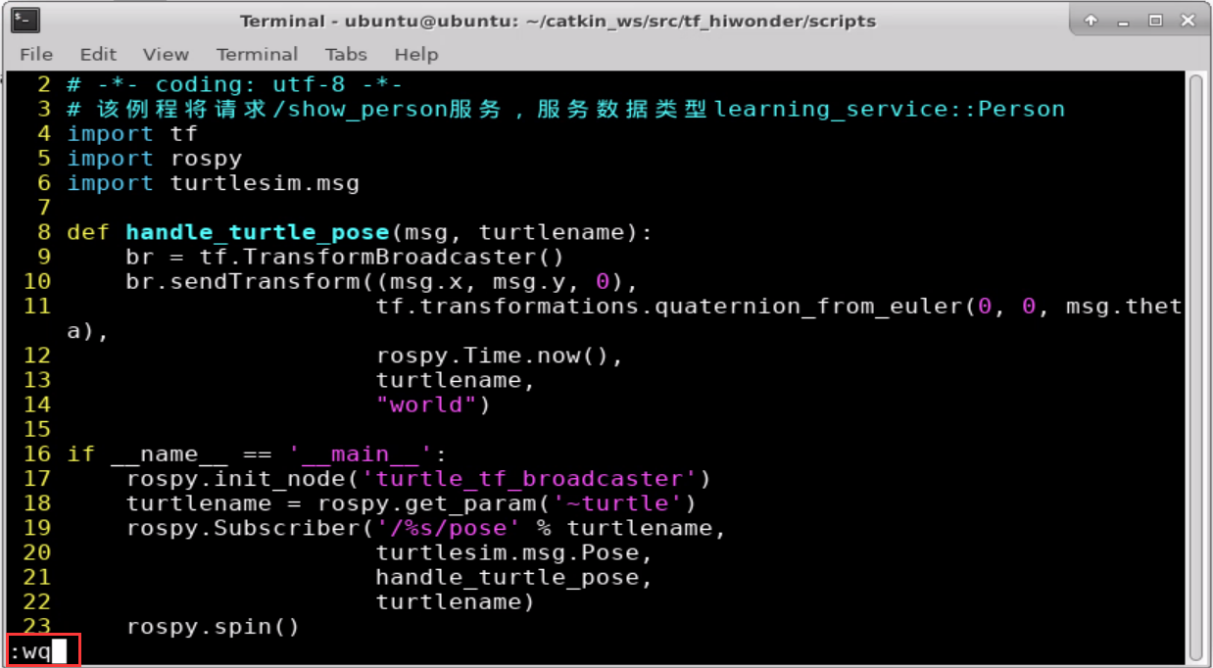 Terminal - ubuntu@ubuntu: ~/catkin_ws/src/tf_hiwonder/scripts
File Edit View Terminal Tabs Help
2 # -*- coding: utf-8 -*-
3 # 该例程将请求/show_person服务，服务数据类型learning_service::Person
4 import tf
5 import rospy
6 import turtlesim.msg
7
8 def handle_turtle_pose(msg, turtlename):
9     br = tf.TransformBroadcaster()
10     br.sendTransform((msg.x, msg.y, 0),
11                      tf.transformations.quaternion_from_euler(0, 0, msg.thet
a),
12                      rospy.Time.now(),
13                      turtlename,
14                      "world")
15
16 if __name__ == '__main__':
17     rospy.init_node('turtle_tf_broadcaster')
18     turtlename = rospy.get_param('~turtle')
19     rospy.Subscriber('/%s/pose' % turtlename,
20                      turtlesim.msg.Pose,
21                      handle_turtle_pose,
22                      turtlename)
23     rospy.spin()
:wq